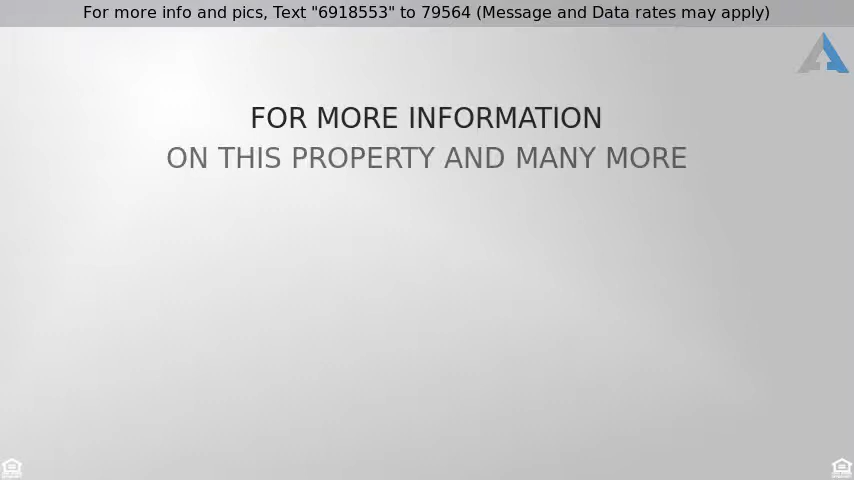 For more info and pics, Text "6918553" to 79564 (Message and Data rates may apply)
FOR MORE INFORMATION
ON THIS PROPERTY AND MANY MORE